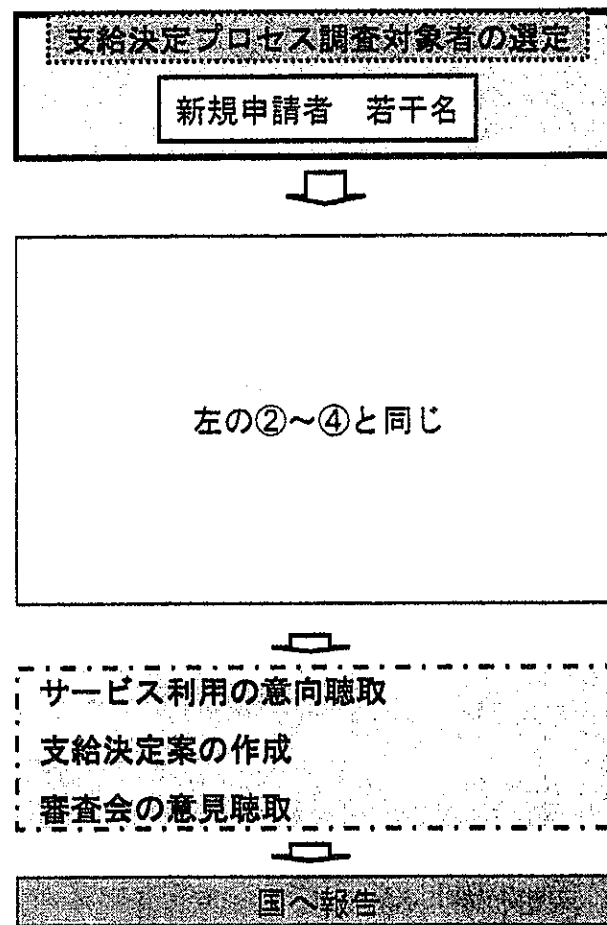 支給決定プロセス調査対象者の選定
新規申請者　若干名
左の②～④と同じ
サービス利用の意向聴取
支給決定案の作成
審査会の意見聴取
国へ報告